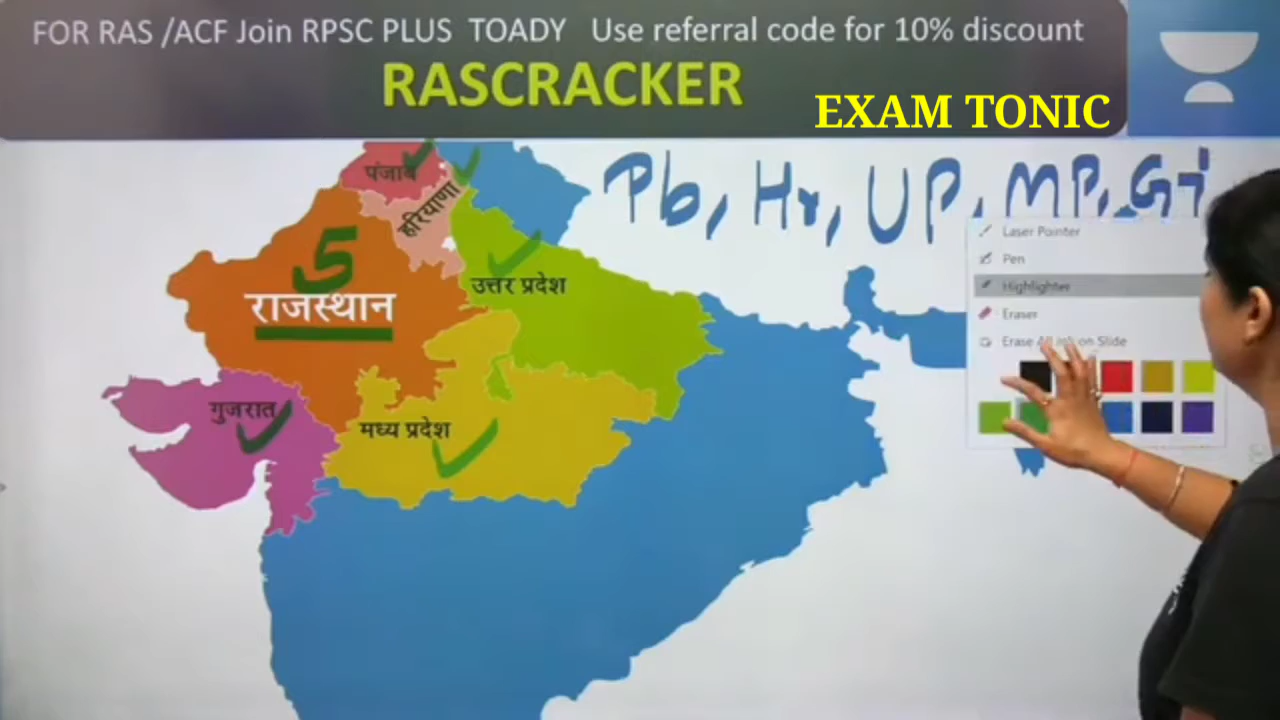 FOR RAS /ACF Join RPSC PLUS TOADY Use referral code for 10% discount
RASCRACKER
EXAM TONIC
पंजाब
हरियाणा
Pb, Hr, UP, MP, GJ
5
राजस्थान
उत्तर प्रदेश
गुजरात
मध्य प्रदेश
Laser Pointer
Pen
Highlighter
Eraser
Erase All Ink on Slide